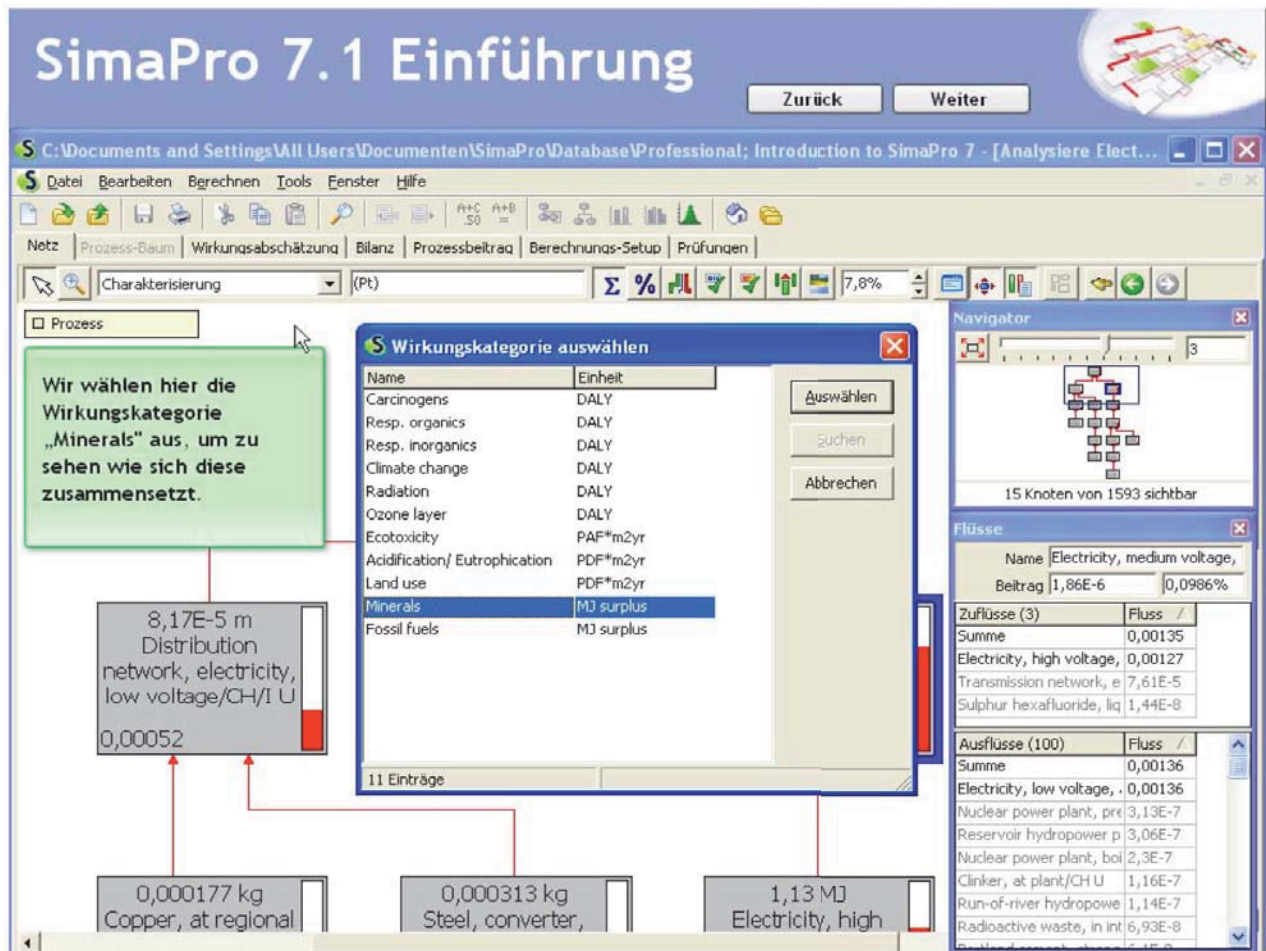 SimaPro 7.1 Einführung
Zurück Weiter
C:\Documents and Settings\All Users\Documenten\SimaPro\Database\Professional; Introduction to SimaPro 7 - [Analysiere Elect...
Datei Bearbeiten Berechnen Tools Fenster Hilfe
A+C 50 A+B =
Netz Prozess-Baum Wirkungsabschätzung Bilanz Prozessbeitrag Berechnungs-Setup Prüfungen
Charakterisierung (Pt) Σ % 7,8%
Prozess
Wir wählen hier die
Wirkungskategorie
„Minerals" aus, um zu
sehen wie sich diese
zusammensetzt.
8,17E-5 m
Distribution
network, electricity,
low voltage/CH/I U
0,00052
0,000177 kg
Copper, at regional
0,000313 kg
Steel, converter,
1,13 MJ
Electricity, high
Wirkungskategorie auswählen
Name Einheit
Carcinogens DALY
Resp. organics DALY
Resp. inorganics DALY
Climate change DALY
Radiation DALY
Ozone layer DALY
Ecotoxicity PAF*m2yr
Acidification/ Eutrophication PDF*m2yr
Land use PDF*m2yr
Minerals MJ surplus
Fossil fuels MJ surplus
11 Einträge
Auswählen
Suchen
Abbrechen
Navigator
3
15 Knoten von 1593 sichtbar
Flüsse
Name Electricity, medium voltage,
Beitrag 1,86E-6 0,0986%
Zuflüsse (3) Fluss
Summe 0,00135
Electricity, high voltage, 0,00127
Transmission network, e 7,61E-5
Sulphur hexafluoride, liq 1,44E-8
Ausflüsse (100) Fluss
Summe 0,00136
Electricity, low voltage, 0,00136
Nuclear power plant, pre 3,13E-7
Reservoir hydropower p 3,06E-7
Nuclear power plant, boi 2,3E-7
Clinker, at plant/CH U 1,16E-7
Run-of-river hydropowe 1,14E-7
Radioactive waste, in int 6,93E-8